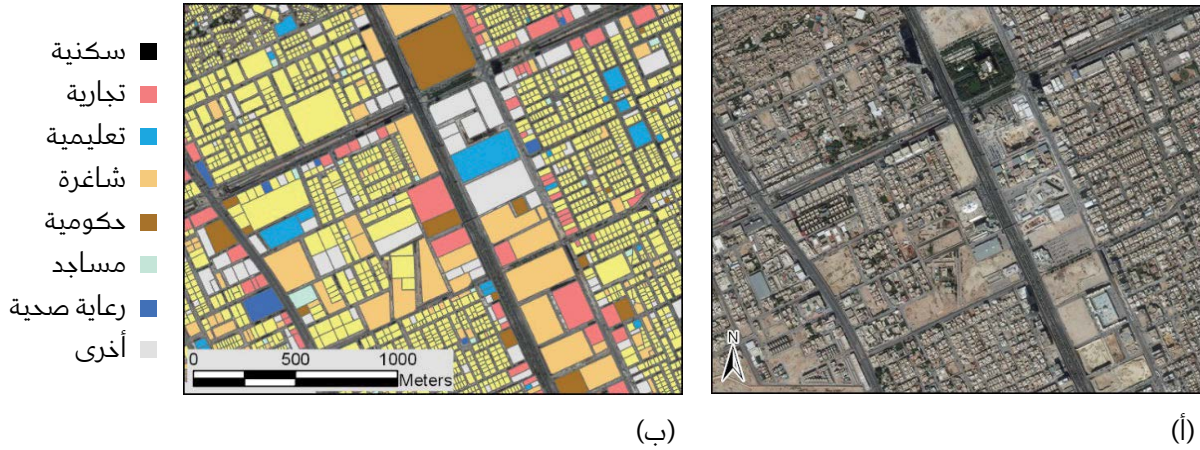 سكنية
تجارية
تعليمية
شاغرة
حكومية
مساجد
رعاية صحية
أخرى
0 500 1000
Meters
N
(أ)
(ب)